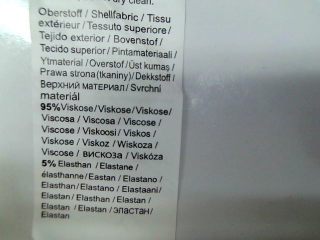 dry clean.
Oberstoff / Shellfabric / Tissu
extérieur / Tessuto superiore /
Tejido exterior / Bovenstof /
Tecido superior / Pintamateriaali /
Ytmaterial / Overstof / Üst kumaş /
Prawa strona (tkaniny) / Dekkstoff /
Верхний материал / Svrchní
materiál
95% Viskose / Viskose / Viskose /
Viscosa / Viscosa / Viscose /
Viscose / Viskoosi / Viskos /
Viskose / Viskoz / Wiskoza /
Viscose / ВИСКОЗА / Viskóza
5% Elasthan / Elastane /
élasthanne / Eastan / Elastano /
Elasthan / Elastano / Elastaani /
Elastan / Elasthan / Elastan /
Elastan / Elastan / ЭЛАСТАН /
Elastan